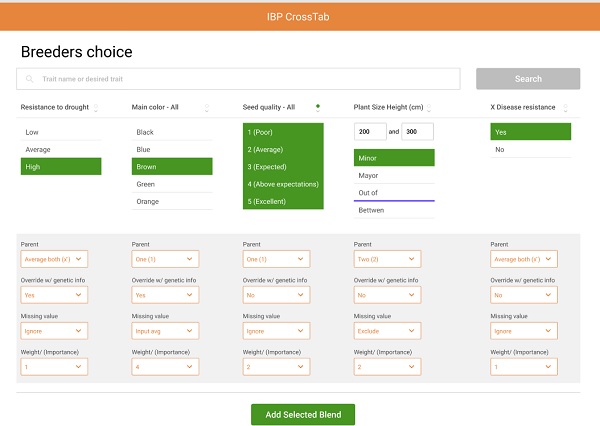 IBP CrossTab
Breeders choice
Trait name or desired trait
Search
Resistance to drought Main color - All Seed quality - All Plant Size Height (cm) X Disease resistance
Low Black 1 (Poor) 200 and 300 Yes
Average Blue 2 (Average) Minor No
High Brown 3 (Expected) Mayor
Green 4 (Above expectations) Out of
Orange 5 (Excellent) Bettwen
Parent Parent Parent Parent Parent
Average both (x̄) One (1) One (1) Two (2) Average both (x̄)
Override w/ genetic info Override w/ genetic info Override w/ genetic info Override w/ genetic info Override w/ genetic info
Yes Yes No No No
Missing value Missing value Missing value Missing value Missing value
Ignore Input avg Ignore Exclude Ignore
Weight/ (Importance) Weight/ (Importance) Weight/ (Importance) Weight/ (Importance) Weight/ (Importance)
1 4 2 2 1
Add Selected Blend